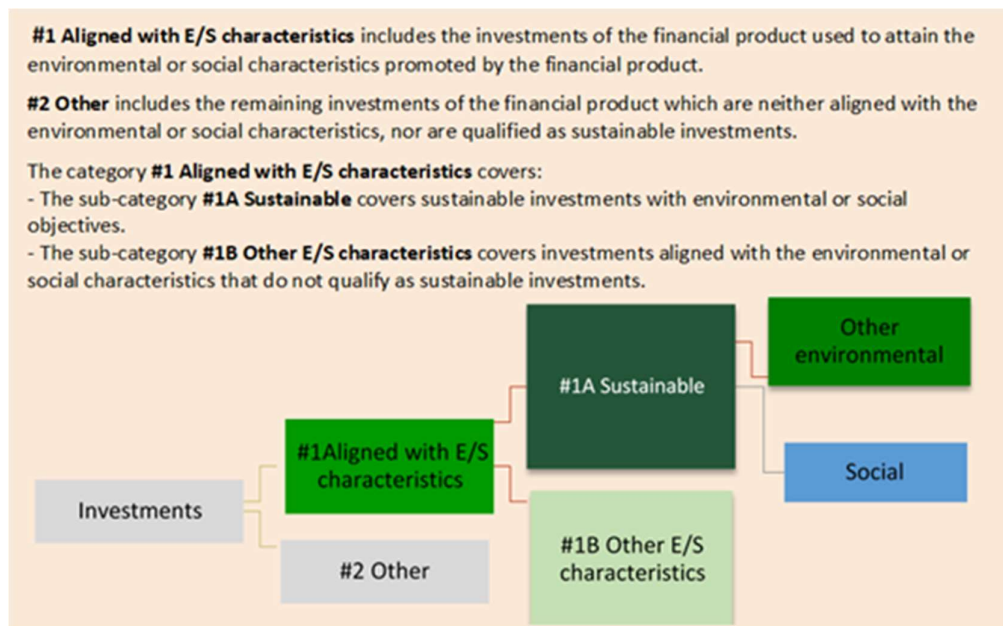 #1 Aligned with E/S characteristics includes the investments of the financial product used to attain the
environmental or social characteristics promoted by the financial product.
#2 Other includes the remaining investments of the financial product which are neither aligned with the
environmental or social characteristics, nor are qualified as sustainable investments.
The category #1 Aligned with E/S characteristics covers:
- The sub-category #1A Sustainable covers sustainable investments with environmental or social
objectives.
- The sub-category #1B Other E/S characteristics covers investments aligned with the environmental or
social characteristics that do not qualify as sustainable investments.
Other
environmental
#1A Sustainable
#1Aligned with E/S
characteristics
Social
Investments
#1B Other E/S
characteristics
#2 Other